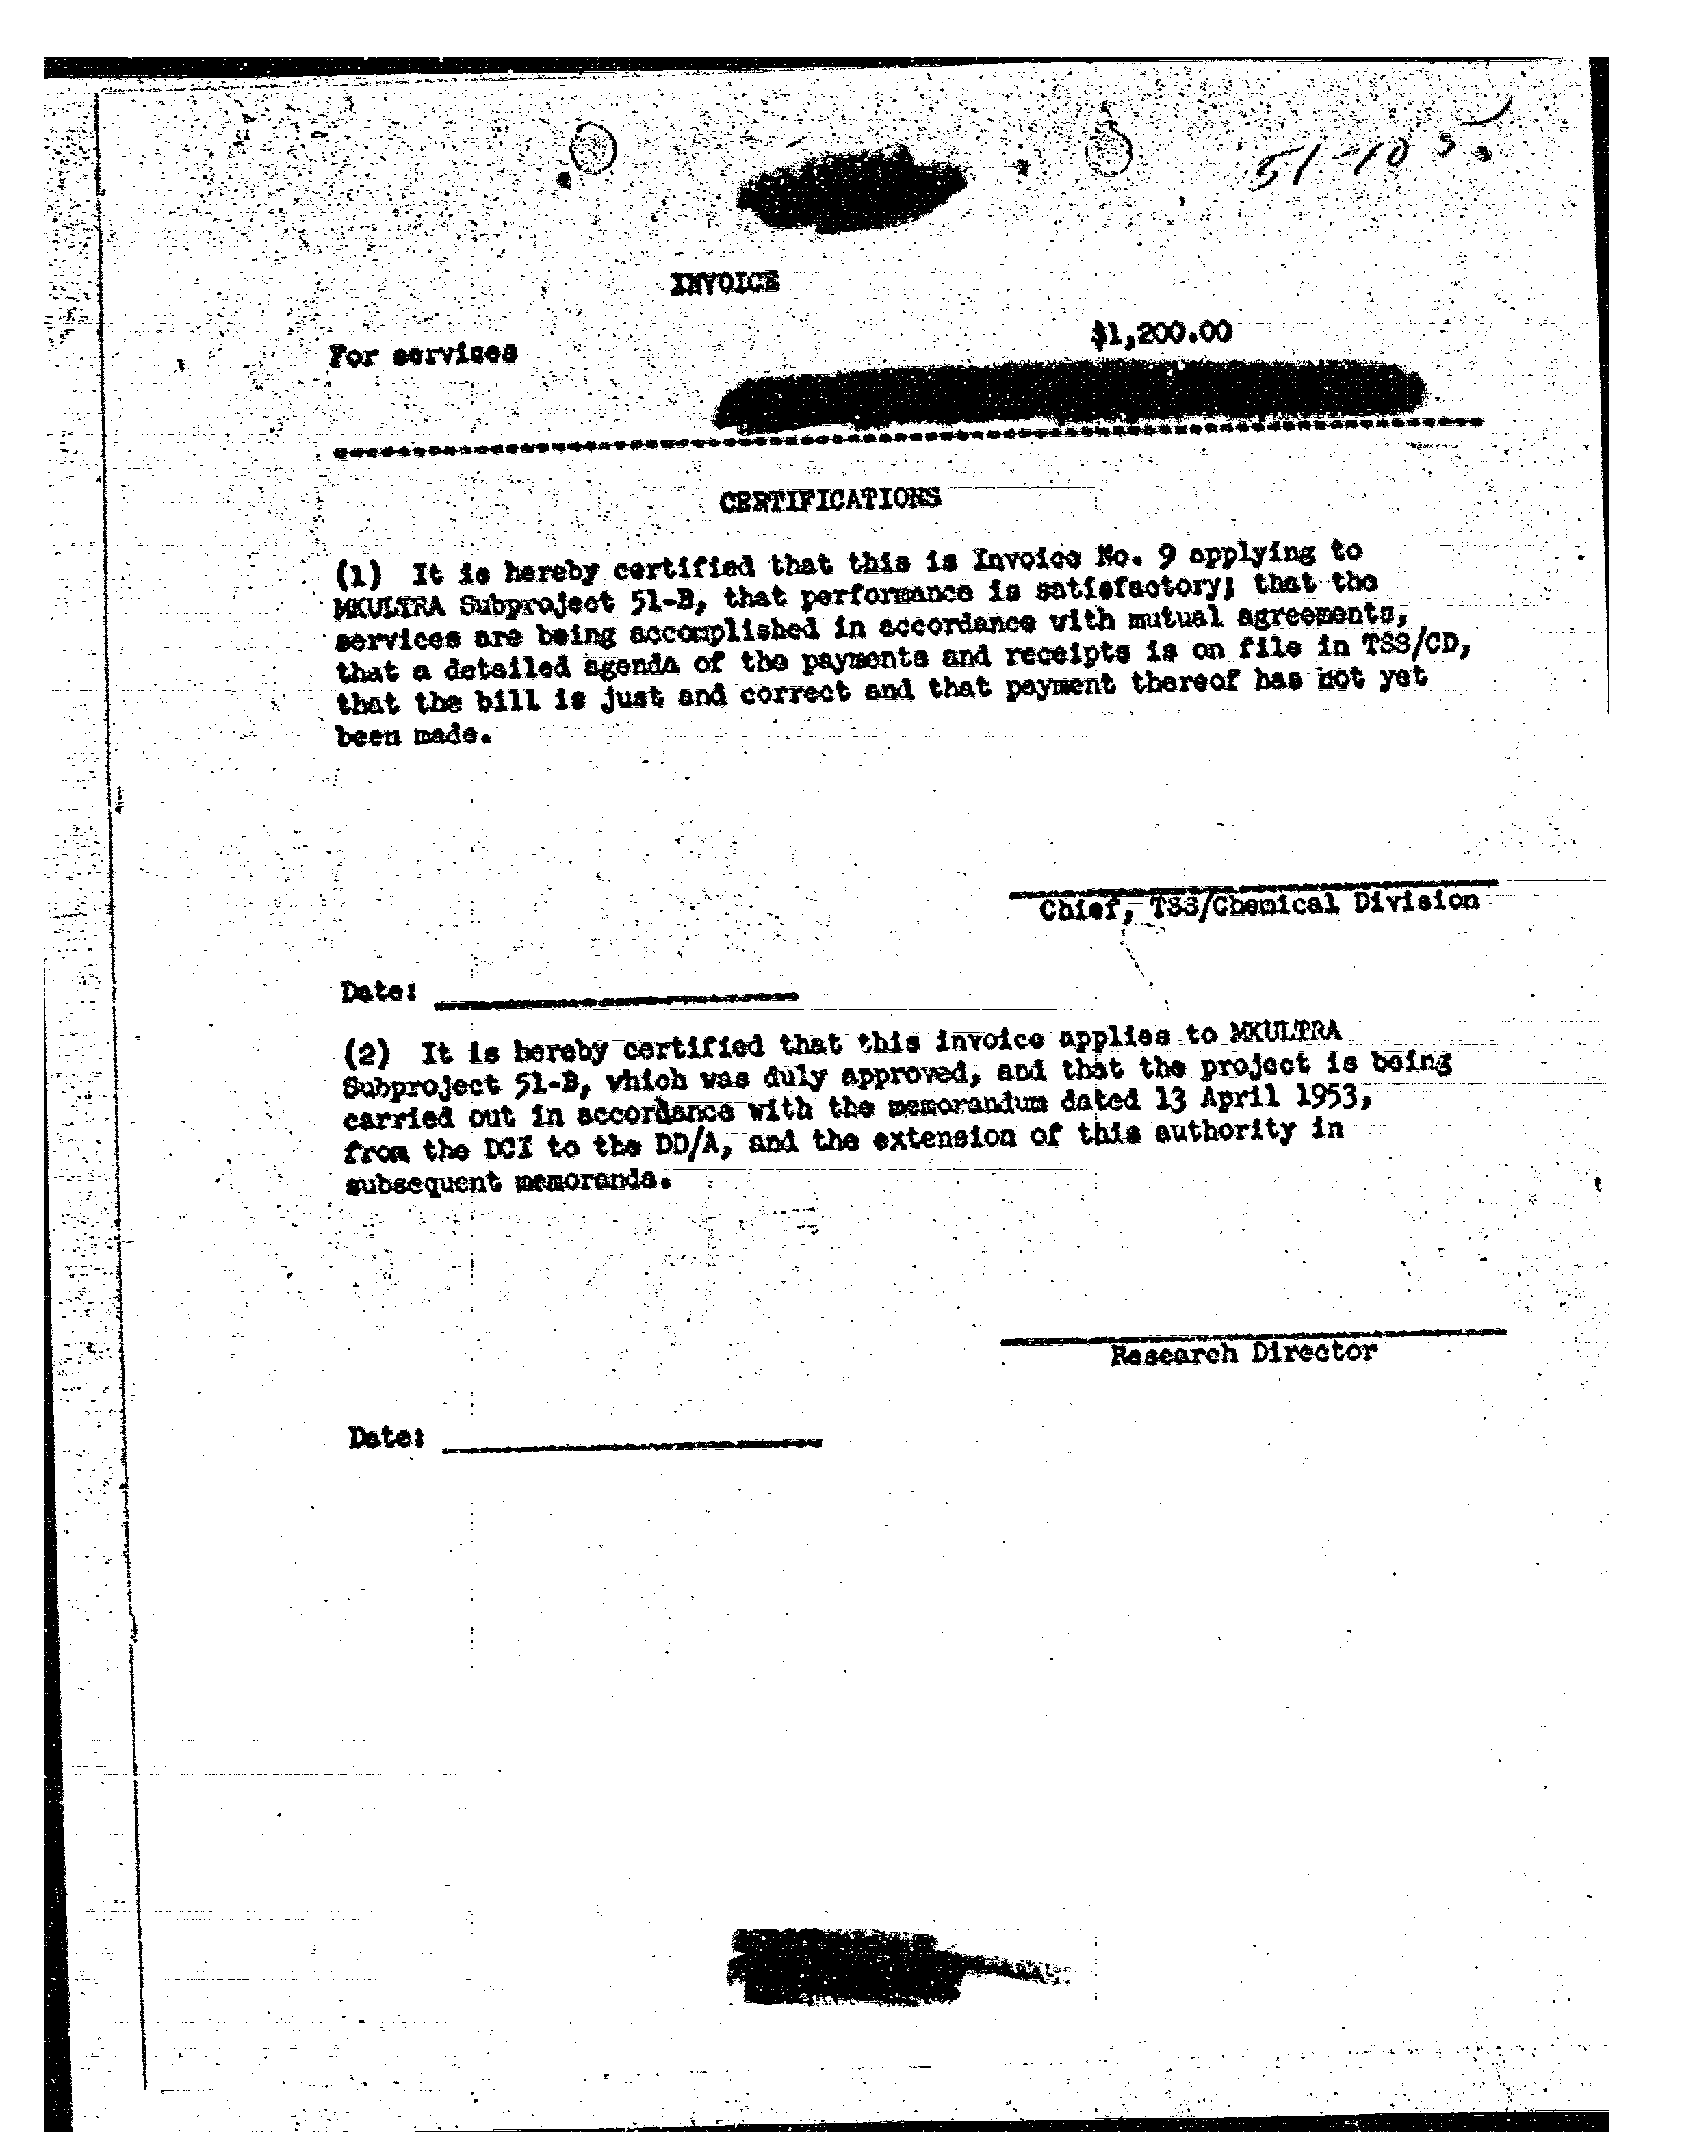 51-105
INVOICE
For services $1,200.00
CERTIFICATIONS
(1) It is hereby certified that this is Invoice No. 9 applying to
MKULTRA Subproject 51-B, that performance is satisfactory; that the
services are being accomplished in accordance with mutual agreements,
that a detailed agenda of the payments and receipts is on file in TSS/CD,
that the bill is just and correct and that payment thereof has not yet
been made.
Chief, TSS/Chemical Division
Date:
(2) It is hereby certified that this invoice applies to MKULTRA
Subproject 51-B, which was duly approved, and that the project is being
carried out in accordance with the memorandum dated 13 April 1953,
from the DCI to the DD/A, and the extension of this authority in
subsequent memoranda.
Research Director
Date: